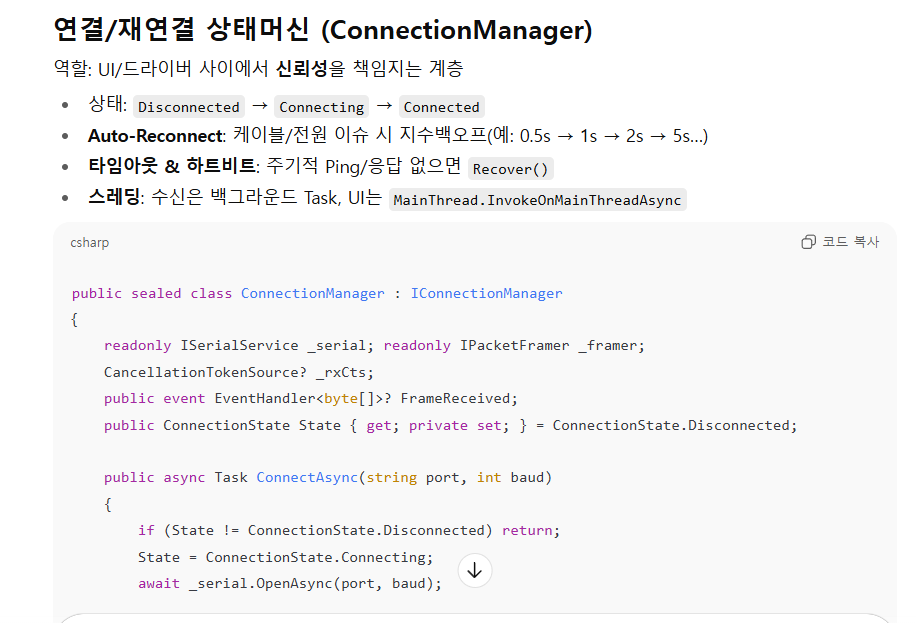 연결/재연결 상태머신 (ConnectionManager)
역할: UI/드라이버 사이에서 신뢰성을 책임지는 계층
• 상태: Disconnected → Connecting → Connected
• Auto-Reconnect: 케이블/전원 이슈 시 지수백오프(예: 0.5s → 1s → 2s → 5s…)
• 타임아웃 & 하트비트: 주기적 Ping/응답 없으면 Recover()
• 스레딩: 수신은 백그라운드 Task, UI는 MainThread.InvokeOnMainThreadAsync
csharp 코드 복사
public sealed class ConnectionManager : IConnectionManager
{
    readonly ISerialService _serial; readonly IPacketFramer _framer;
    CancellationTokenSource? _rxCts;
    public event EventHandler<byte[]>? FrameReceived;
    public ConnectionState State { get; private set; } = ConnectionState.Disconnected;
    public async Task ConnectAsync(string port, int baud)
    {
        if (State != ConnectionState.Disconnected) return;
        State = ConnectionState.Connecting;
        await _serial.OpenAsync(port, baud);